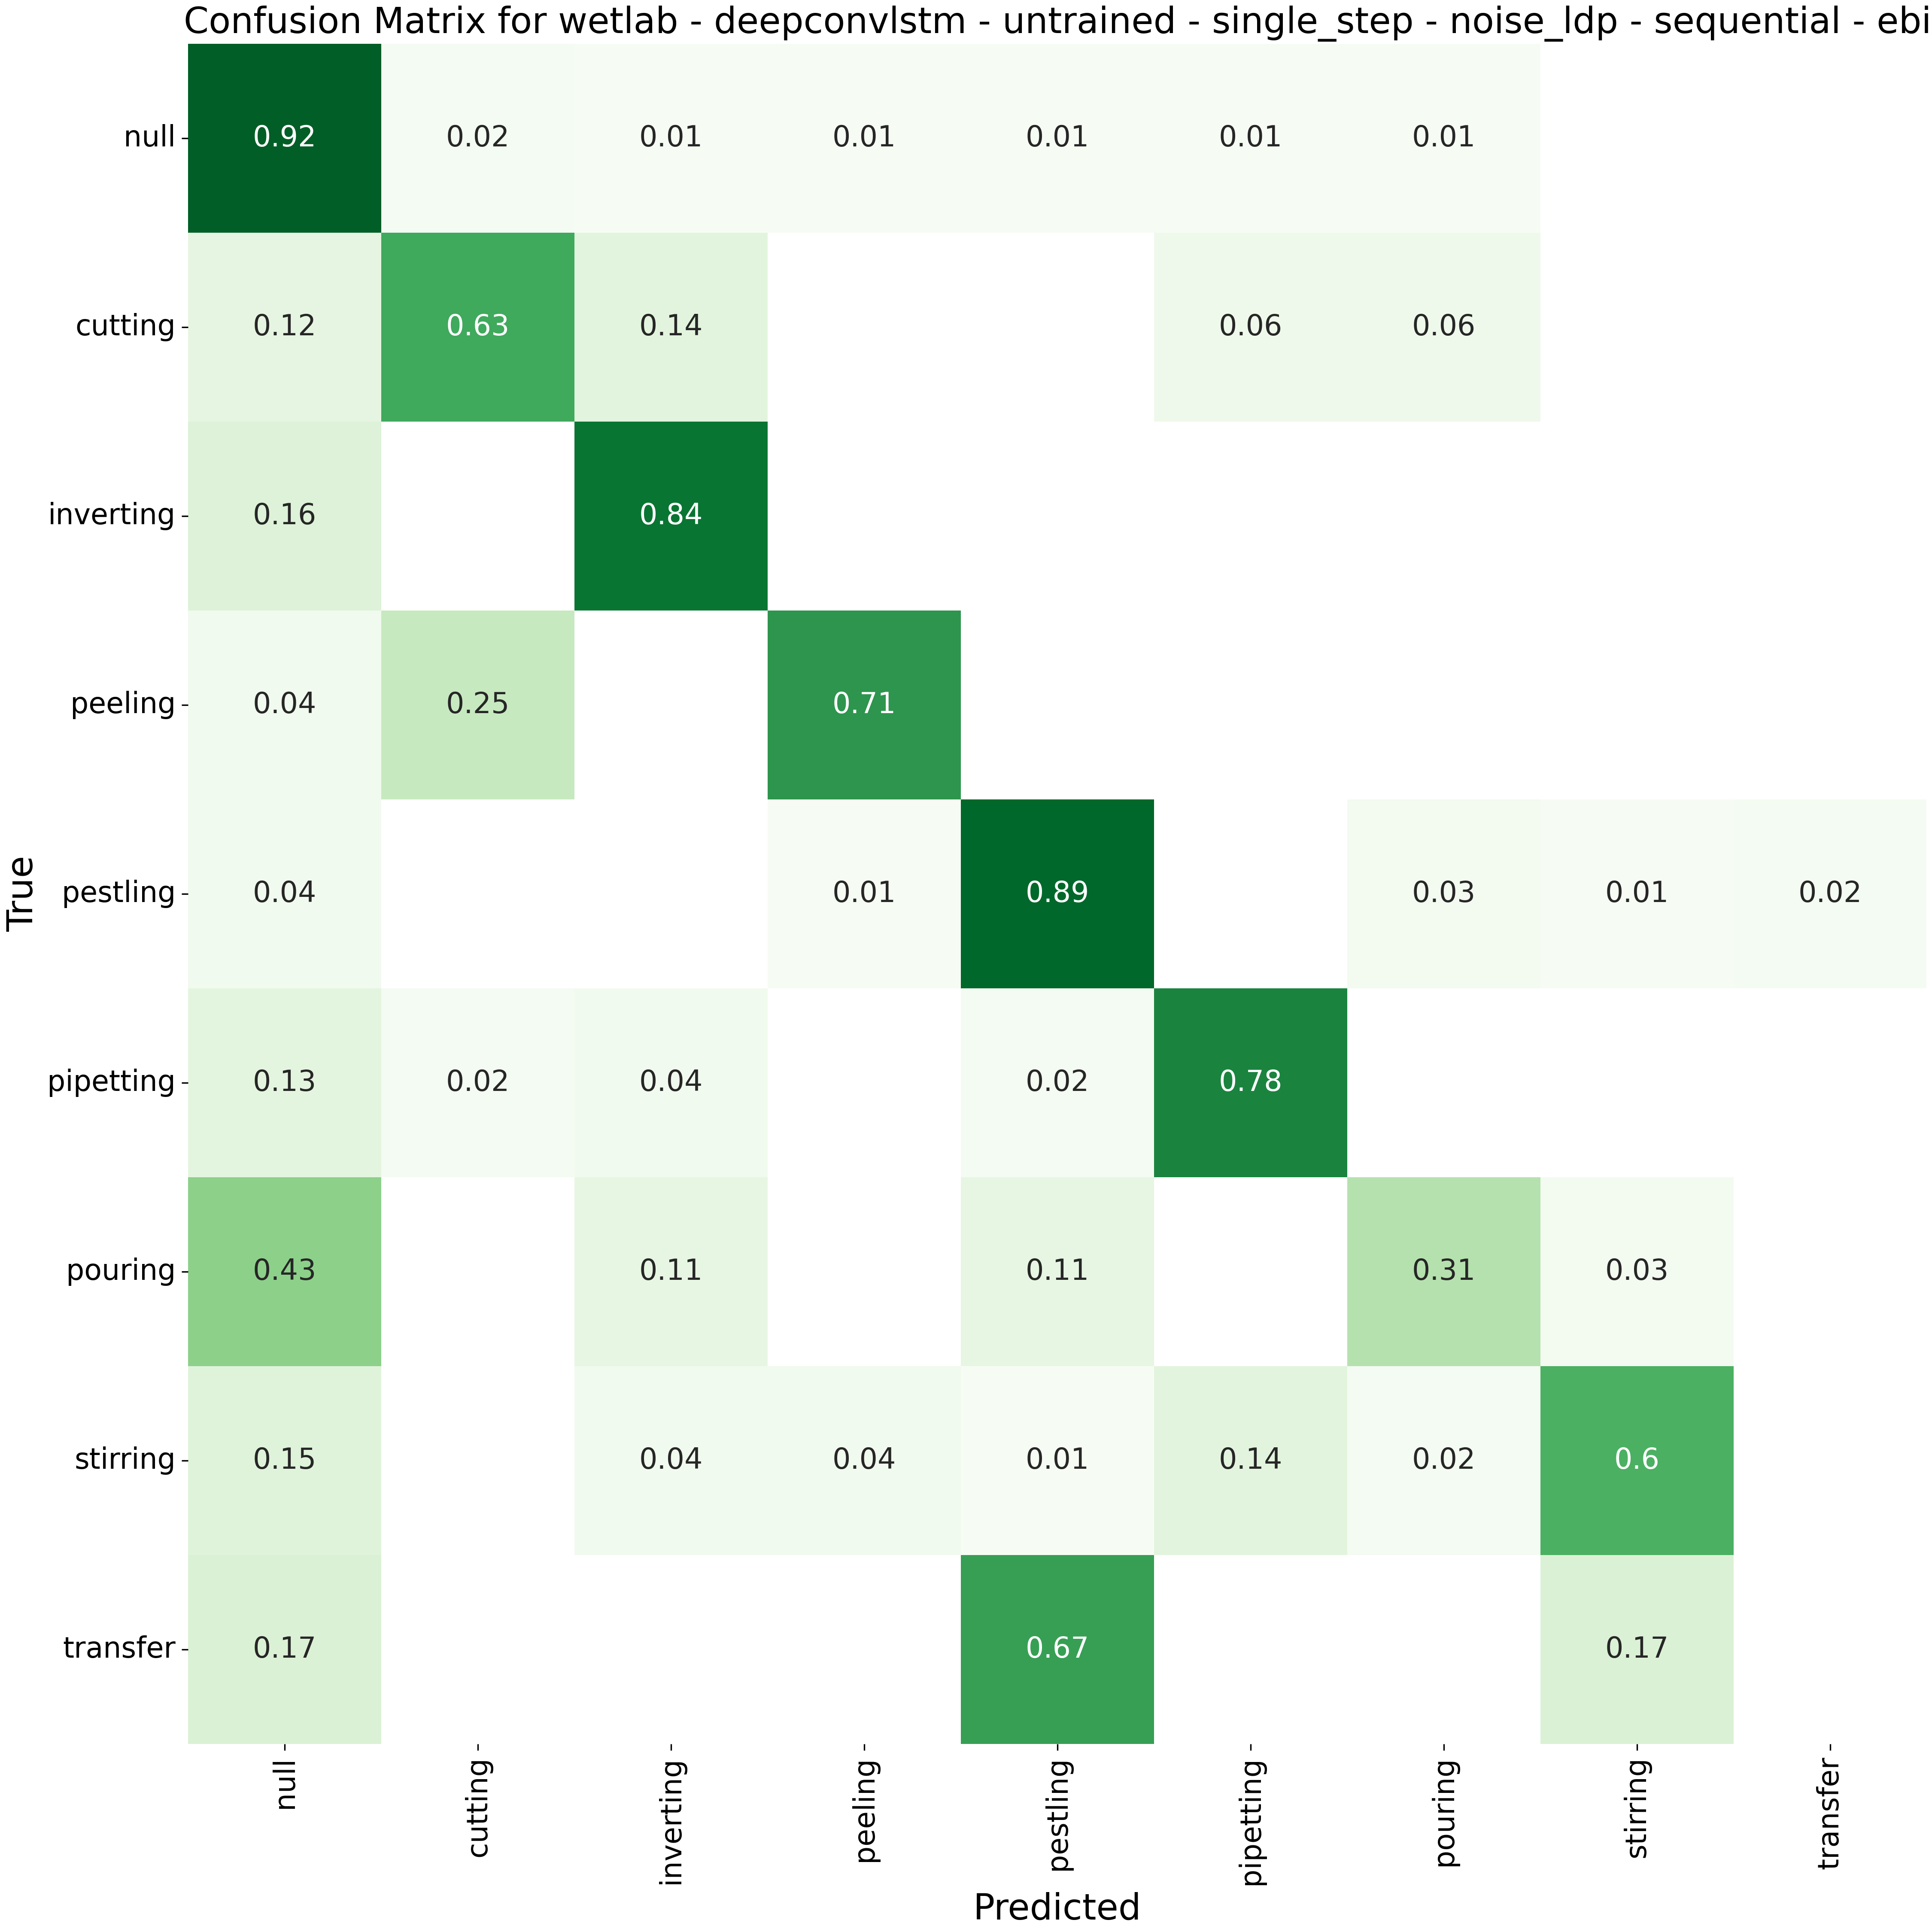 Confusion Matrix for wetlab - deepconvlstm - untrained - single_step - noise_ldp - sequential - ebi
null 0.92 0.02 0.01 0.01 0.01 0.01 0.01
cutting 0.12 0.63 0.14 0.06 0.06
inverting 0.16 0.84
peeling 0.04 0.25 0.71
pestling 0.04 0.01 0.89 0.03 0.01 0.02
pipetting 0.13 0.02 0.04 0.02 0.78
pouring 0.43 0.11 0.11 0.31 0.03
stirring 0.15 0.04 0.04 0.01 0.14 0.02 0.6
transfer 0.17 0.67 0.17
True
null cutting inverting peeling pestling pipetting pouring stirring transfer
Predicted